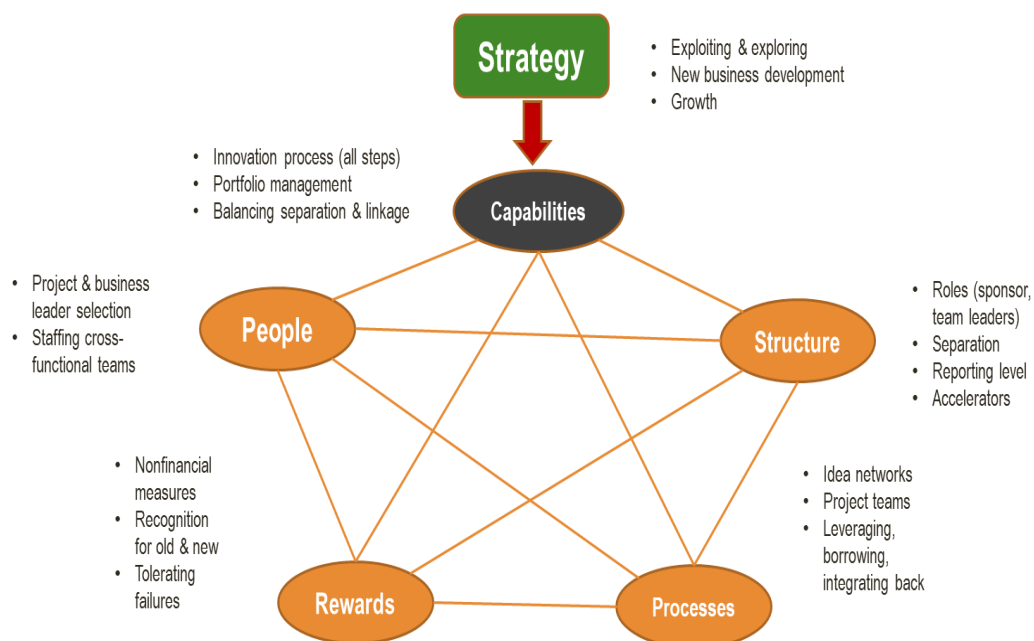 Strategy
• Exploiting & exploring
• New business development
• Growth
• Innovation process (all steps)
• Portfolio management
• Balancing separation & linkage
Capabilities
• Project & business
leader selection
• Staffing cross-
functional teams
People
Structure
• Roles (sponsor,
team leaders)
• Separation
• Reporting level
• Accelerators
• Nonfinancial
measures
• Recognition
for old & new
• Tolerating
failures
Rewards
Processes
• Idea networks
• Project teams
• Leveraging,
borrowing,
integrating back